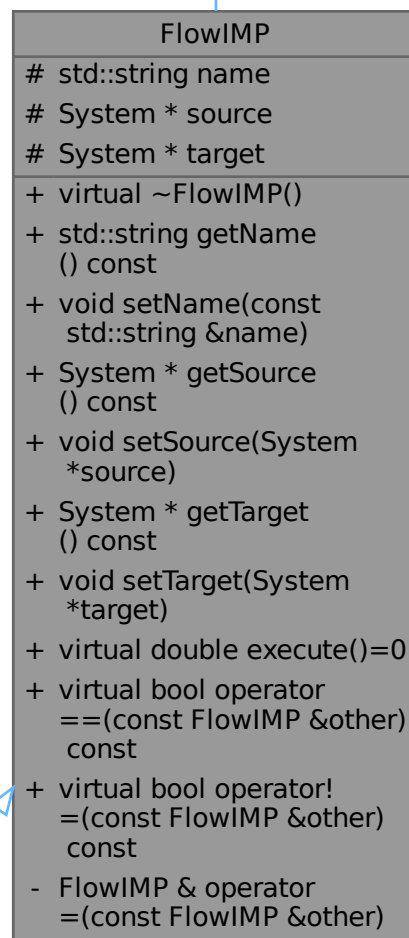 FlowIMP
# std::string name
# System * source
# System * target
+ virtual ~FlowIMP()
+ std::string getName
() const
+ void setName(const
std::string &name)
+ System * getSource
() const
+ void setSource(System
*source)
+ System * getTarget
() const
+ void setTarget(System
*target)
+ virtual double execute()=0
+ virtual bool operator
==(const FlowIMP &other)
const
+ virtual bool operator!
=(const FlowIMP &other)
const
- FlowIMP & operator
=(const FlowIMP &other)